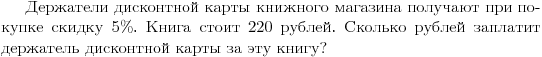 Держатели дисконтной карты книжного магазина получают при по-
купке скидку 5%. Книга стоит 220 рублей. Сколько рублей заплатит
держатель дисконтной карты за эту книгу?